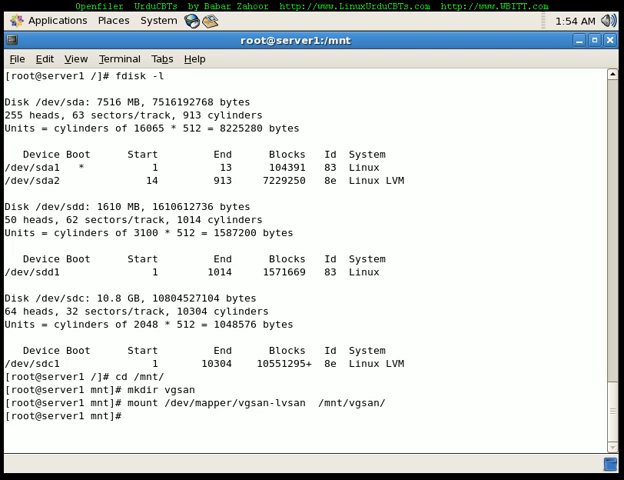 Openfiler UrduCBTs by Babar Zahoor http://www.LinuxUrduCBTs.com http://www.WBITT.com
Applications Places System 1:54 AM
root@server1:/mnt
File Edit View Terminal Tabs Help
[root@server1 /]# fdisk -l
Disk /dev/sda: 7516 MB, 7516192768 bytes
255 heads, 63 sectors/track, 913 cylinders
Units = cylinders of 16065 * 512 = 8225280 bytes
Device Boot Start End Blocks Id System
/dev/sda1 * 1 13 104391 83 Linux
/dev/sda2 14 913 7229250 8e Linux LVM
Disk /dev/sdd: 1610 MB, 1610612736 bytes
50 heads, 62 sectors/track, 1014 cylinders
Units = cylinders of 3100 * 512 = 1587200 bytes
Device Boot Start End Blocks Id System
/dev/sdd1 1 1014 1571669 83 Linux
Disk /dev/sdc: 10.8 GB, 10804527104 bytes
64 heads, 32 sectors/track, 10304 cylinders
Units = cylinders of 2048 * 512 = 1048576 bytes
Device Boot Start End Blocks Id System
/dev/sdc1 1 10304 10551295+ 8e Linux LVM
[root@server1 /]# cd /mnt/
[root@server1 mnt]# mkdir vgsan
[root@server1 mnt]# mount /dev/mapper/vgsan-lvsan /mnt/vgsan/
[root@server1 mnt]#